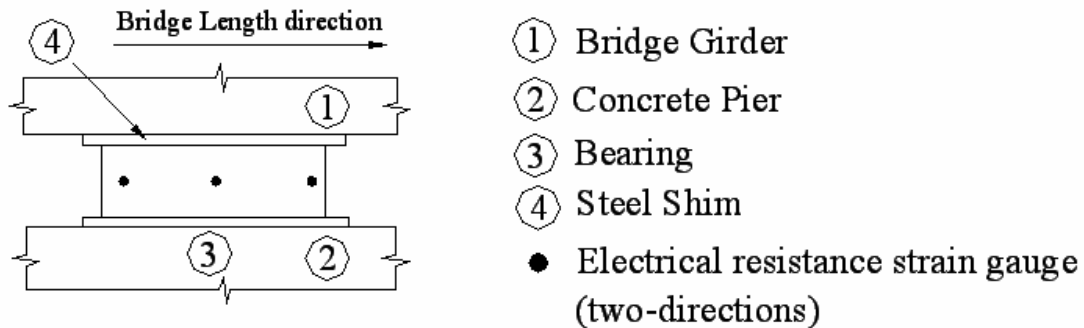 Bridge Length direction
4
1
3
2
1 Bridge Girder
2 Concrete Pier
3 Bearing
4 Steel Shim
Electrical resistance strain gauge
(two-directions)